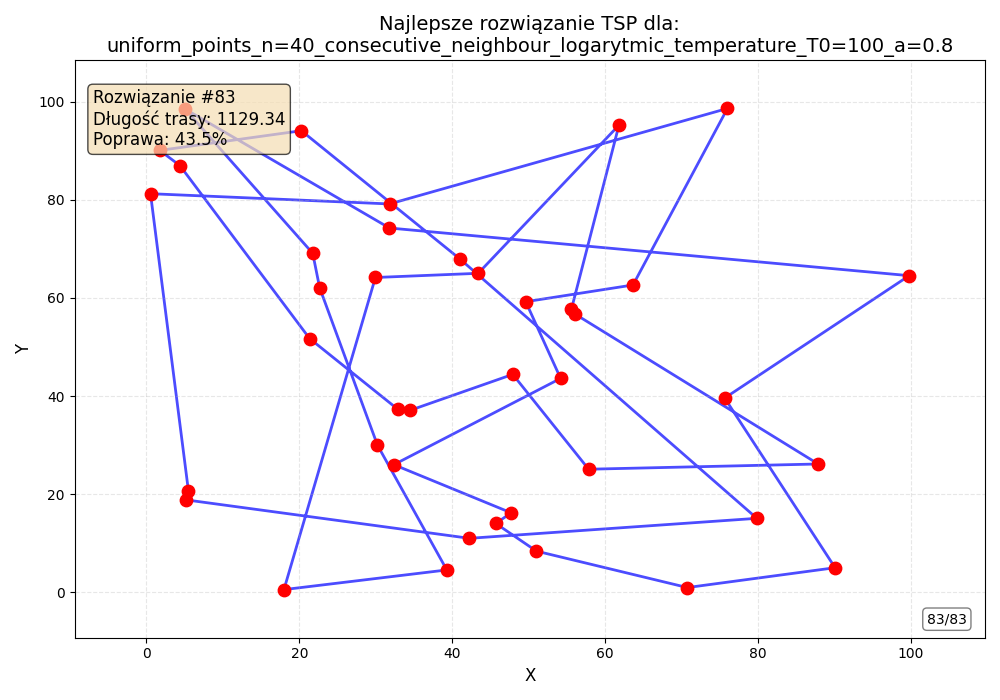 Najlepsze rozwiązanie TSP dla:
uniform_points_n=40_consecutive_neighbour_logarytmic_temperature_T0=100_a=0.8
Rozwiązanie #83
Długość trasy: 1129.34
Poprawa: 43.5%
Y
100
80
60
40
20
0
83/83
0 20 40 60 80 100
X